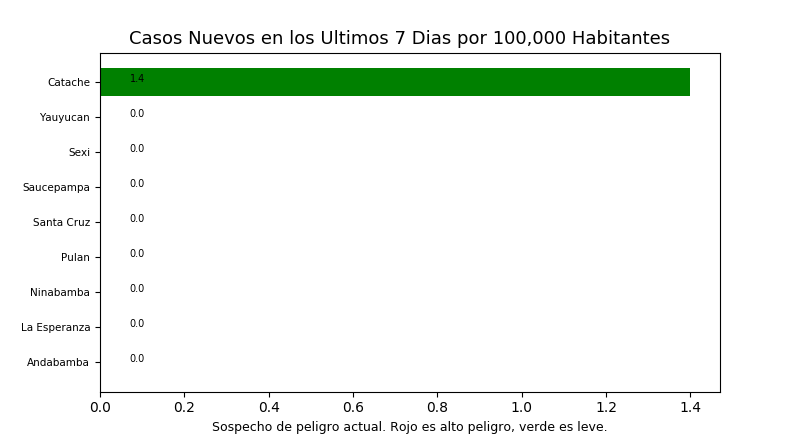 Casos Nuevos en los Ultimos 7 Dias por 100,000 Habitantes
Catache 1.4
Yauyucan 0.0
Sexi 0.0
Saucepampa 0.0
Santa Cruz 0.0
Pulan 0.0
Ninabamba 0.0
La Esperanza 0.0
Andabamba 0.0
0.0 0.2 0.4 0.6 0.8 1.0 1.2 1.4
Sospecho de peligro actual. Rojo es alto peligro, verde es leve.